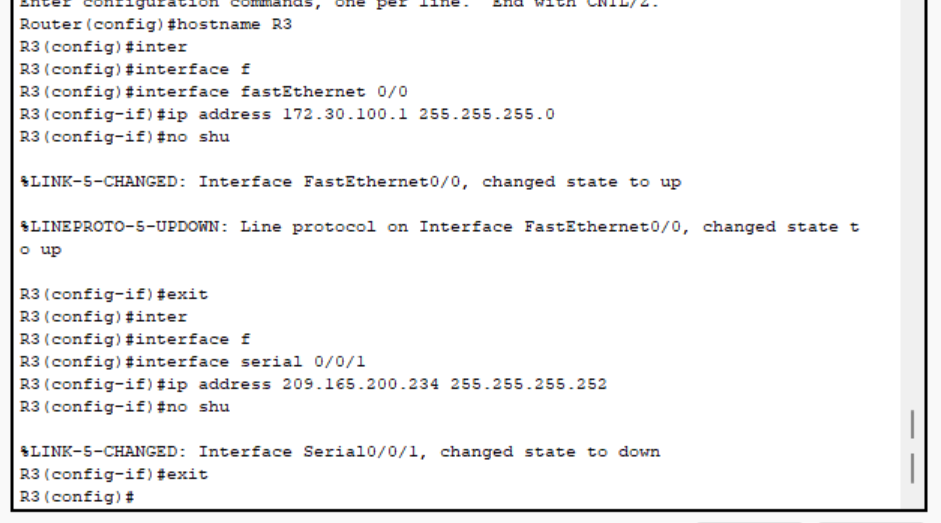 Enter configuration commands, one per line.  End with CNTL/Z.
Router(config)#hostname R3
R3(config)#inter
R3(config)#interface f
R3(config)#interface fastEthernet 0/0
R3(config-if)#ip address 172.30.100.1 255.255.255.0
R3(config-if)#no shu
%LINK-5-CHANGED: Interface FastEthernet0/0, changed state to up
%LINEPROTO-5-UPDOWN: Line protocol on Interface FastEthernet0/0, changed state t
o up
R3(config-if)#exit
R3(config)#inter
R3(config)#interface f
R3(config)#interface serial 0/0/1
R3(config-if)#ip address 209.165.200.234 255.255.255.252
R3(config-if)#no shu
%LINK-5-CHANGED: Interface Serial0/0/1, changed state to down
R3(config-if)#exit
R3(config)#